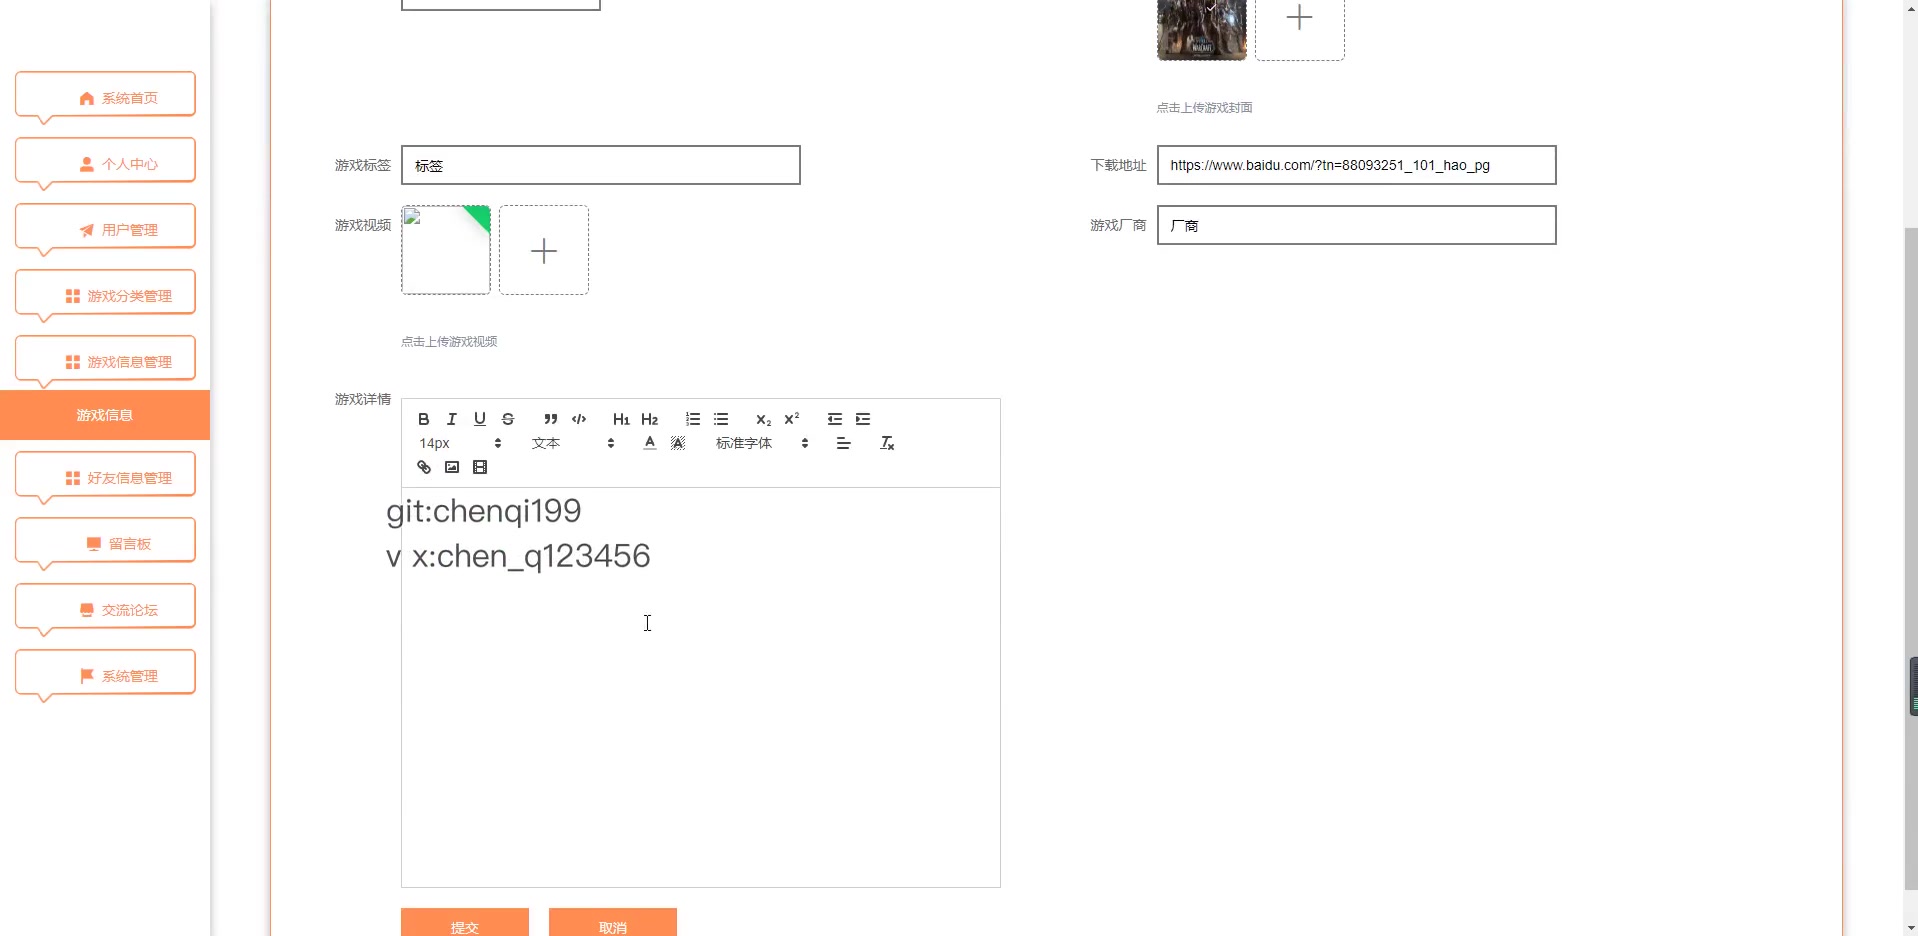 系统首页
个人中心
用户管理
游戏分类管理
游戏信息管理
游戏信息
好友信息管理
留言板
交流论坛
系统管理
点击上传游戏封面
游戏标签
标签
下载地址
https://www.baidu.com/?tn=88093251_101_hao_pg
游戏视频
游戏厂商
厂商
点击上传游戏视频
游戏详情
B I U S H1 H2 X2 X2
14px 文本 A A 标准字体 Tx
git:chenqi199
v x:chen_q123456
提交
取消